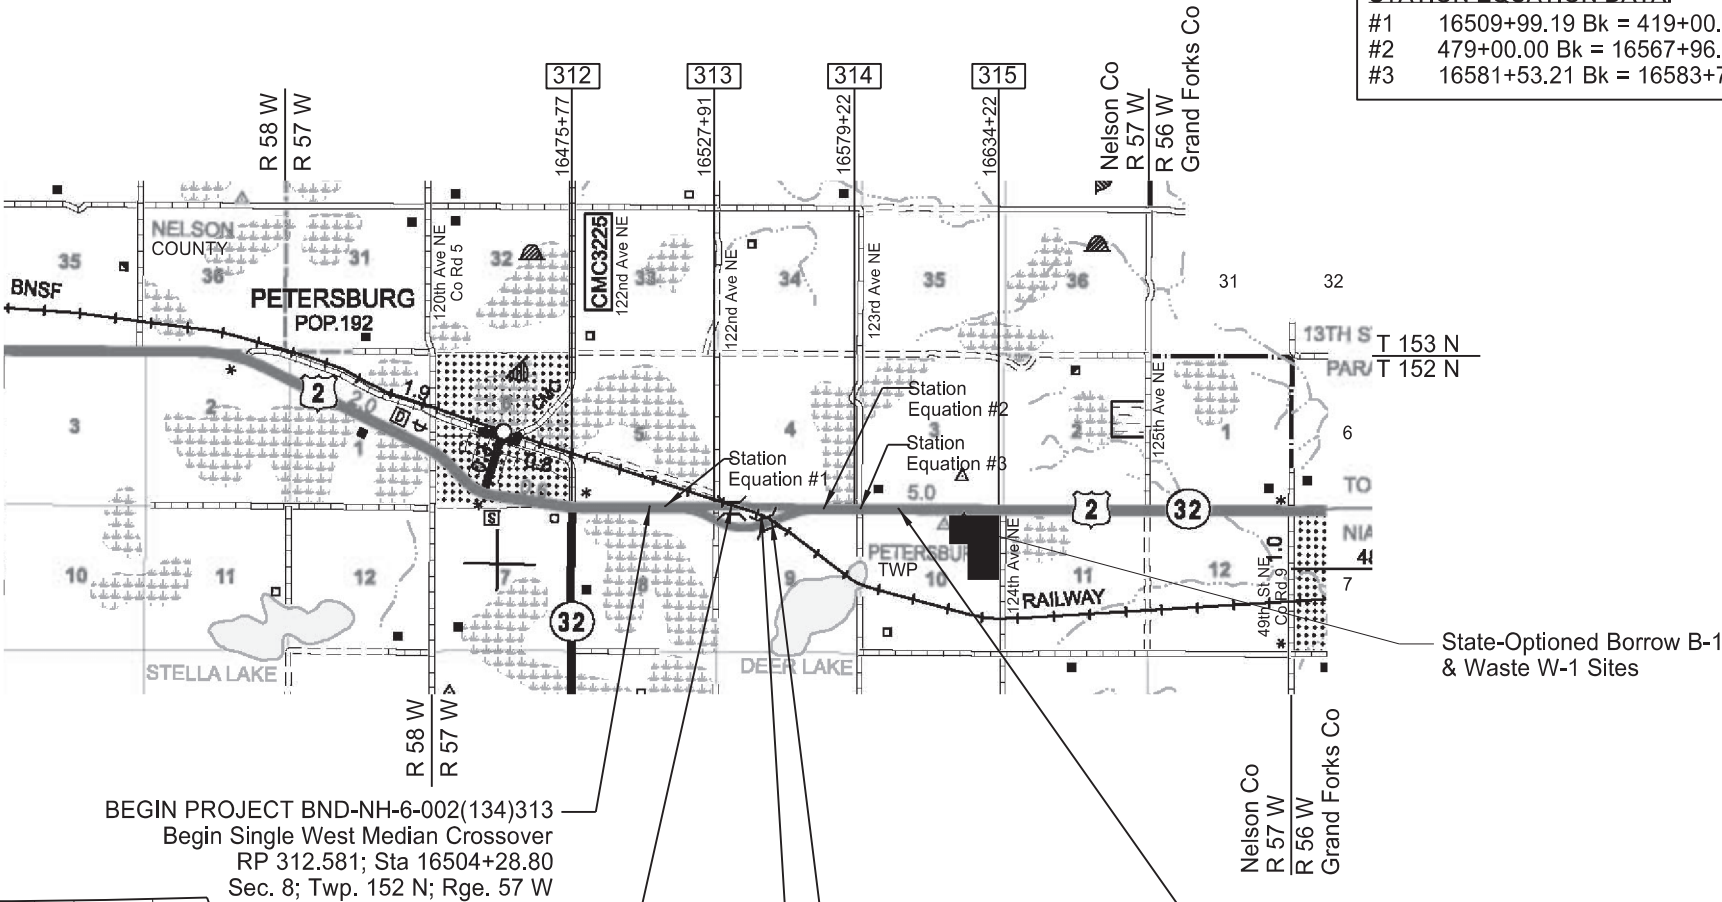 #1 16509+99.19 Bk = 419+00.
#2 479+00.00 Bk = 16567+96.
#3 16581+53.21 Bk = 16583+7
312
313
314
315
R 58 W
R 57 W
16475+77
16527+91
16579+22
16634+22
Nelson Co
R 57 W
R 56 W
Grand Forks Co
NELSON
COUNTY
35
36
31
32
33
34
35
36
31
32
120th Ave NE
Co Rd 5
CMC3225
122nd Ave NE
122nd Ave NE
123rd Ave NE
BNSF
PETERSBURG
POP.192
13TH S
T 153 N
PAR
T 152 N
2
1.9
2.0
D
CMC
3
2
1
5
4
3
2
1
6
Station
Equation #2
Station
Equation #3
Station
Equation #1
125th Ave NE
0.8
5.0
2
32
TO
NIA
S
10
11
12
7
8
9
10
11
12
7
PETERSBUR
TWP
124th Ave NE
RAILWAY
49th St NE
Co Rd 9
1.0
32
STELLA LAKE
DEER LAKE
State-Optioned Borrow B-1
& Waste W-1 Sites
R 58 W
R 57 W
Nelson Co
R 57 W
R 56 W
Grand Forks Co
BEGIN PROJECT BND-NH-6-002(134)313
Begin Single West Median Crossover
RP 312.581; Sta 16504+28.80
Sec. 8; Twp. 152 N; Rge. 57 W